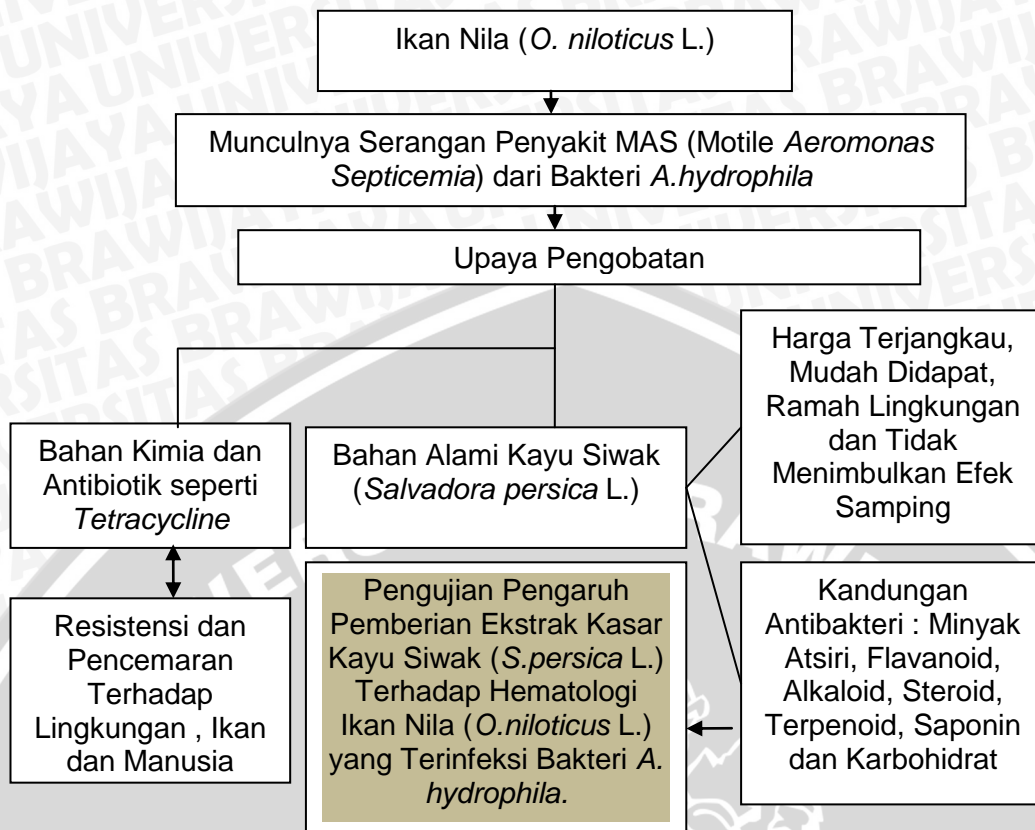 Ikan Nila (O. niloticus L.)
Munculnya Serangan Penyakit MAS (Motile Aeromonas
Septicemia) dari Bakteri A.hydrophila
Upaya Pengobatan
Bahan Kimia dan
Antibiotik seperti
Tetracycline
Bahan Alami Kayu Siwak
(Salvadora persica L.)
Harga Terjangkau,
Mudah Didapat,
Ramah Lingkungan
dan Tidak
Menimbulkan Efek
Samping
Resistensi dan
Pencemaran
Terhadap
Lingkungan , Ikan
dan Manusia
Pengujian Pengaruh
Pemberian Ekstrak Kasar
Kayu Siwak (S.persica L.)
Terhadap Hematologi
Ikan Nila (O.niloticus L.)
yang Terinfeksi Bakteri A.
hydrophila.
Kandungan
Antibakteri : Minyak
Atsiri, Flavanoid,
Alkaloid, Steroid,
Terpenoid, Saponin
dan Karbohidrat